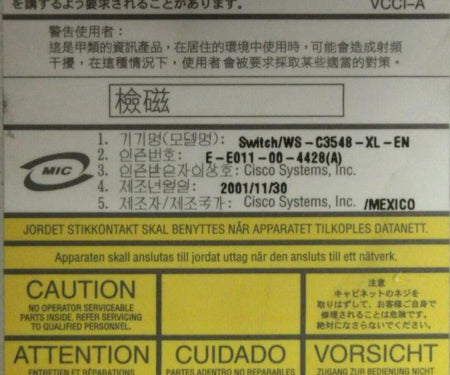 を講ずるよう要求されることがあります。 VCCI-A
警告使用者:
這是甲類的資訊產品，在居住的環境中使用時，可能會造成射頻
干擾，在這種情況下，使用者會被要求採取某些適當的對策。
檢磁
MIC
1. 기기명(모델명): Switch/WS-C3548-XL-EN
2. 인증번호: E-E011-00-4428(A)
3. 인증받은자의상호: Cisco Systems, Inc.
4. 제조년월일: 2001/11/30
5. 제조자/제조국가: Cisco Systems, Inc. /MEXICO
JORDET STIKKONTAKT SKAL BENYTTES NÅR APPARATET TILKOPLES DATANETT.
Apparaten skall anslutas till jordat uttag när den ansluts till ett nätverk.
CAUTION
NO OPERATOR SERVICEABLE
PARTS INSIDE. REFER SERVICING
TO QUALIFIED PERSONNEL.
注意
キャビネットのネジを
取りはずして、お客様ご自身で
修理されることは危険です。
絶対になさらないでください。
ATTENTION
ENTRETIEN ET RÉPARATIONS
CUIDADO
PARTES ADENTRO NO REPARABLES
VORSICHT
ZUGANG ZUR BEDIENUNG NICHT